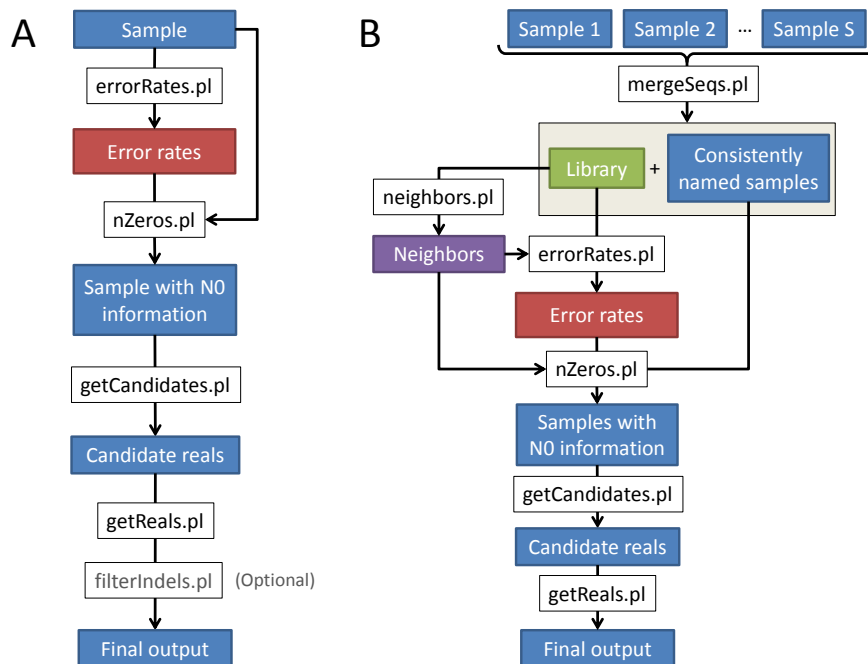 A
Sample
errorRates.pl
Error rates
nZeros.pl
Sample with N0
information
getCandidates.pl
Candidate reals
getReals.pl
filterIndels.pl
(Optional)
Final output
B
Sample 1
Sample 2
...
Sample S
mergeSeqs.pl
Library
+
Consistently
named samples
neighbors.pl
Neighbors
errorRates.pl
Error rates
nZeros.pl
Samples with
N0 information
getCandidates.pl
Candidate reals
getReals.pl
Final output